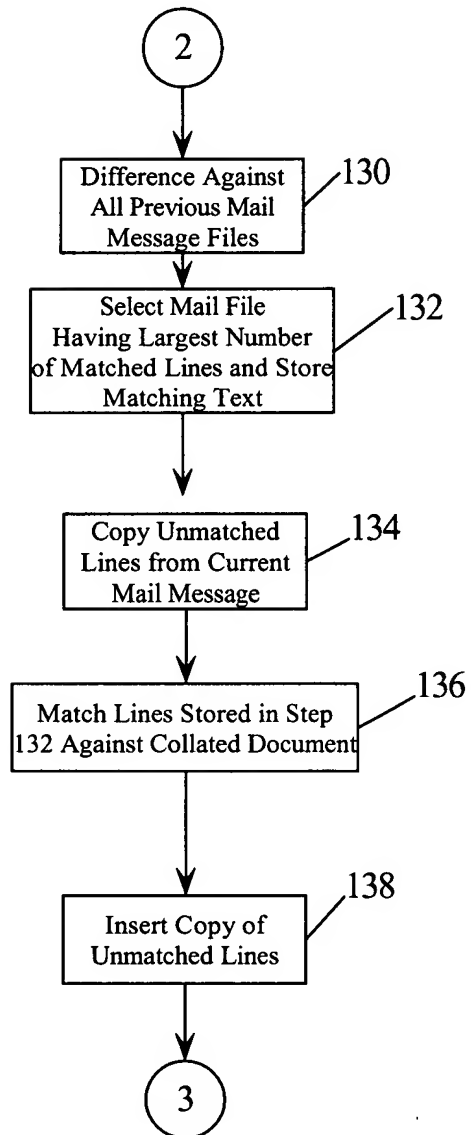 2
Difference Against
All Previous Mail
Message Files
130
Select Mail File
Having Largest Number
of Matched Lines and Store
Matching Text
132
Copy Unmatched
Lines from Current
Mail Message
134
Match Lines Stored in Step
132 Against Collated Document
136
Insert Copy of
Unmatched Lines
138
3